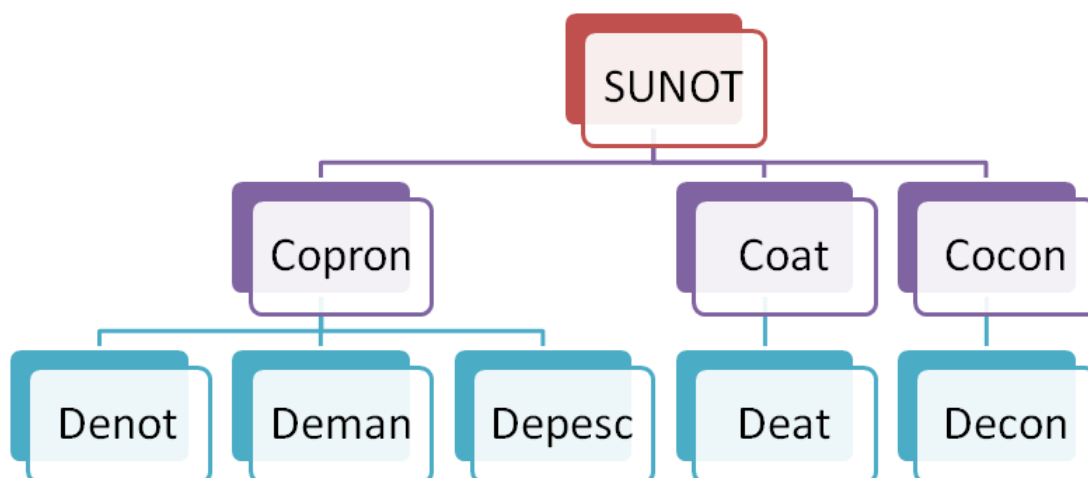 SUNOT
Copron
Coat
Cocon
Denot
Deman
Depesc
Deat
Decon